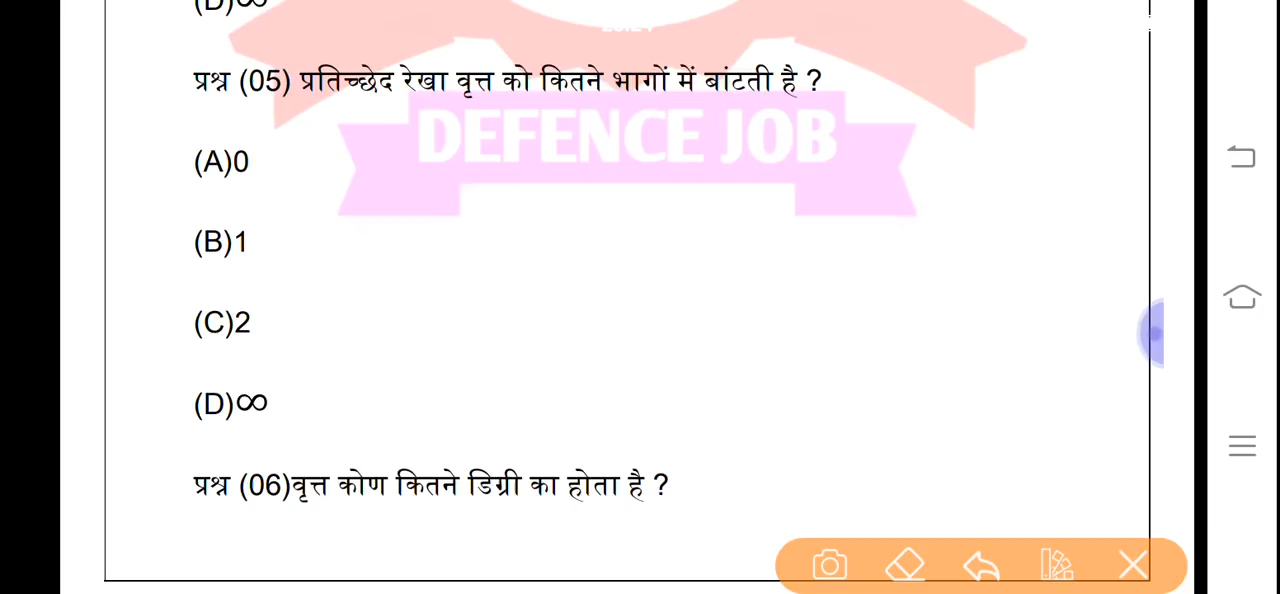 (D)∞
प्रश्न (05) प्रतिच्छेद रेखा वृत्त को कितने भागों में बांटती है ?
DEFENCE JOB
(A)0
(B)1
(C)2
(D)∞
प्रश्न (06)वृत्त कोण कितने डिग्री का होता है ?